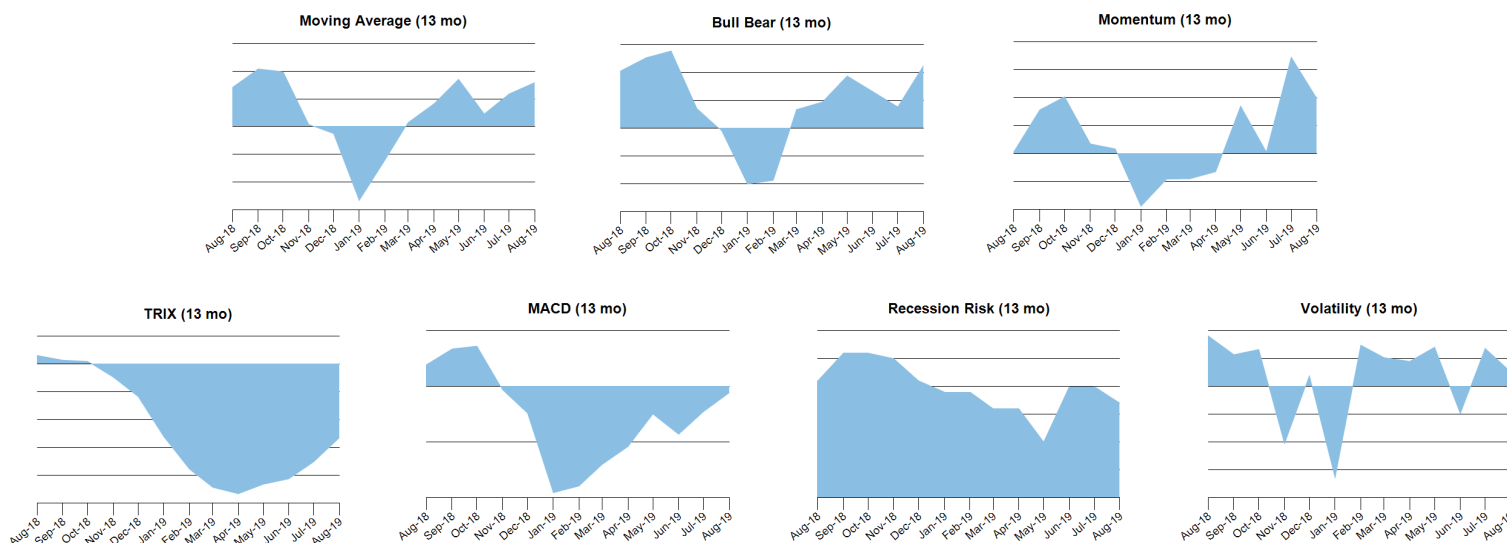 Moving Average (13 mo)
Aug-18 Sep-18 Oct-18 Nov-18 Dec-18 Jan-19 Feb-19 Mar-19 Apr-19 May-19 Jun-19 Jul-19 Aug-19
Bull Bear (13 mo)
Aug-18 Sep-18 Oct-18 Nov-18 Dec-18 Jan-19 Feb-19 Mar-19 Apr-19 May-19 Jun-19 Jul-19 Aug-19
Momentum (13 mo)
Aug-18 Sep-18 Oct-18 Nov-18 Dec-18 Jan-19 Feb-19 Mar-19 Apr-19 May-19 Jun-19 Jul-19 Aug-19
TRIX (13 mo)
Aug-18 Sep-18 Oct-18 Nov-18 Dec-18 Jan-19 Feb-19 Mar-19 Apr-19 May-19 Jun-19 Jul-19 Aug-19
MACD (13 mo)
Aug-18 Sep-18 Oct-18 Nov-18 Dec-18 Jan-19 Feb-19 Mar-19 Apr-19 May-19 Jun-19 Jul-19 Aug-19
Recession Risk (13 mo)
Aug-18 Sep-18 Oct-18 Nov-18 Dec-18 Jan-19 Feb-19 Mar-19 Apr-19 May-19 Jun-19 Jul-19 Aug-19
Volatility (13 mo)
Aug-18 Sep-18 Oct-18 Nov-18 Dec-18 Jan-19 Feb-19 Mar-19 Apr-19 May-19 Jun-19 Jul-19